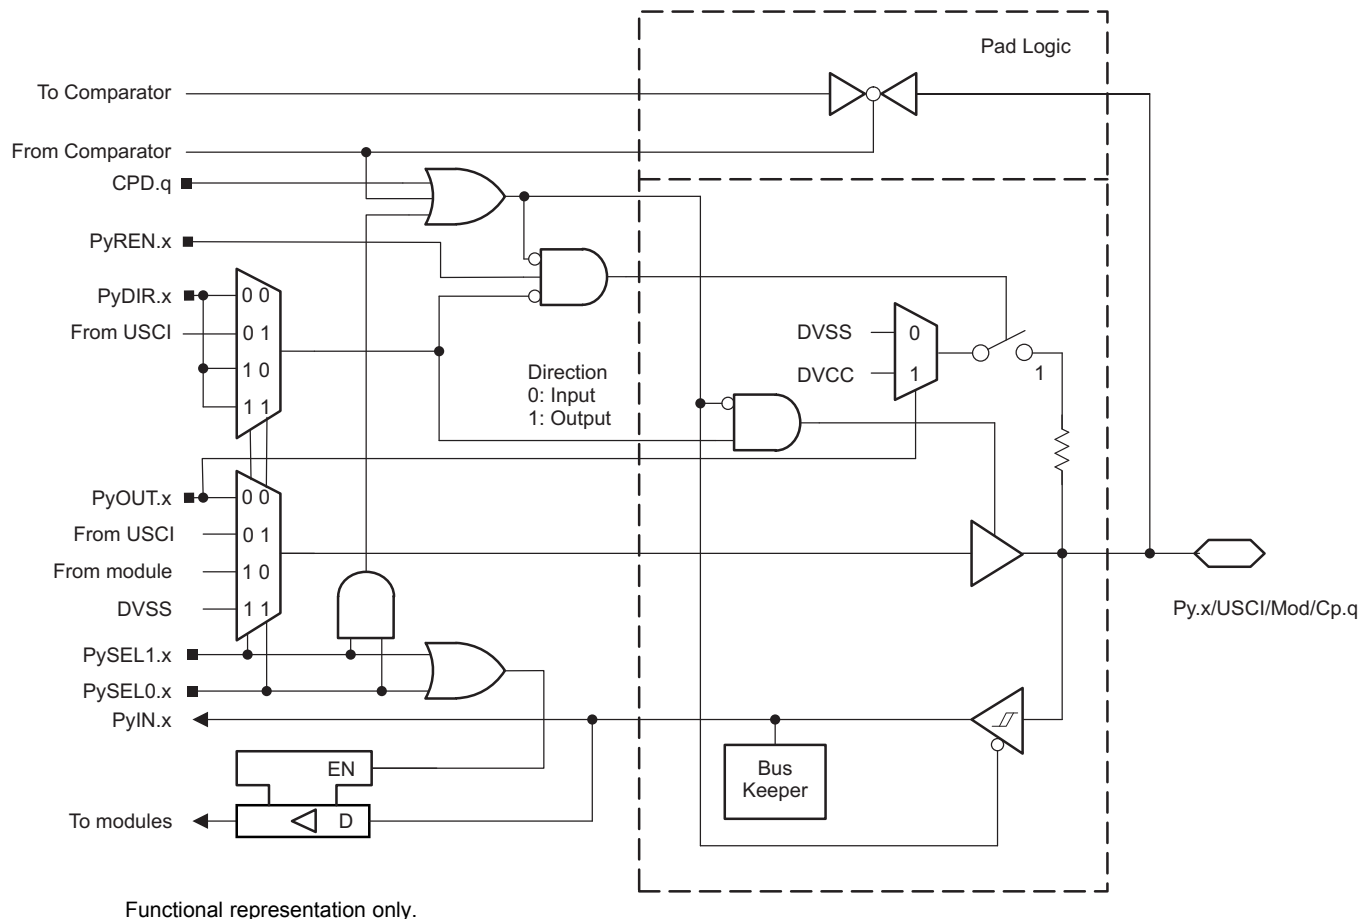 Pad Logic
To Comparator
From Comparator
CPD.q
PyREN.x
PyDIR.x
0 0
From USCI
0 1
1 0
1 1
Direction
0: Input
1: Output
DVSS
0
DVCC
1
1
PyOUT.x
0 0
From USCI
0 1
From module
1 0
DVSS
1 1
Py.x/USCI/Mod/Cp.q
PySEL1.x
PySEL0.x
PyIN.x
EN
Bus
Keeper
To modules
D
Functional representation only.